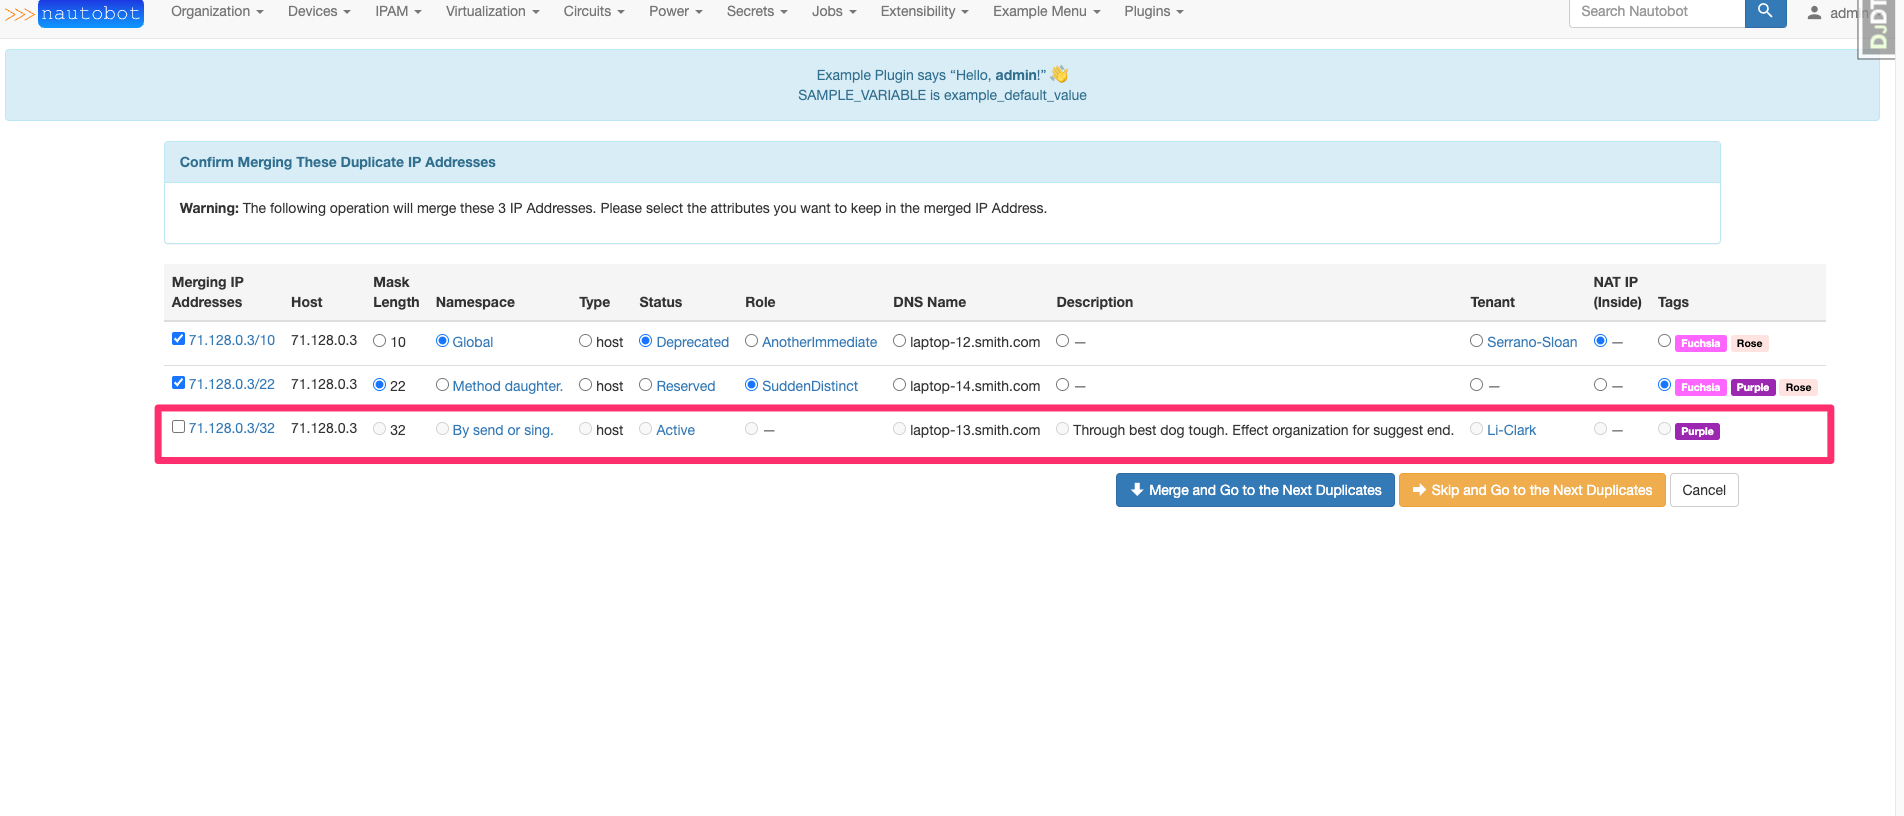 >>> nautobot Organization Devices IPAM Virtualization Circuits Power Secrets Jobs Extensibility Example Menu Plugins Search Nautobot admin
DJDT
Example Plugin says “Hello, admin!” 👋
SAMPLE_VARIABLE is example_default_value
Confirm Merging These Duplicate IP Addresses
Warning: The following operation will merge these 3 IP Addresses. Please select the attributes you want to keep in the merged IP Address.
Merging IP Addresses Host Mask Length Namespace Type Status Role DNS Name Description Tenant NAT IP (Inside) Tags
71.128.0.3/10 71.128.0.3 10 Global host Deprecated AnotherImmediate laptop-12.smith.com — Serrano-Sloan — Fuchsia Rose
71.128.0.3/22 71.128.0.3 22 Method daughter. host Reserved SuddenDistinct laptop-14.smith.com — — — Fuchsia Purple Rose
71.128.0.3/32 71.128.0.3 32 By send or sing. host Active — laptop-13.smith.com Through best dog tough. Effect organization for suggest end. Li-Clark — Purple
Merge and Go to the Next Duplicates Skip and Go to the Next Duplicates Cancel